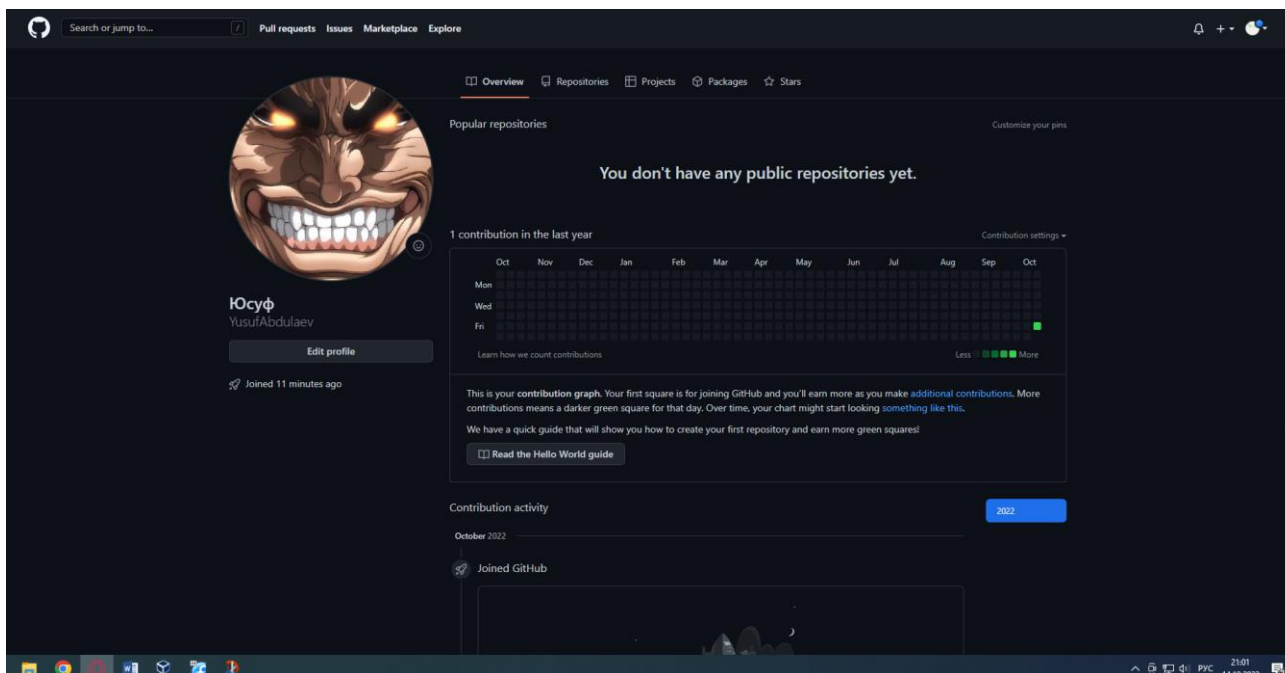 Search or jump to... /
Pull requests Issues Marketplace Explore
Overview Repositories Projects Packages Stars
Popular repositories
Customize your pins
You don't have any public repositories yet.
1 contribution in the last year
Contribution settings
Oct Nov Dec Jan Feb Mar Apr May Jun Jul Aug Sep Oct
Mon
Wed
Fri
Learn how we count contributions
Less More
Юсуф
YusufAbdulaev
Edit profile
Joined 11 minutes ago
This is your contribution graph. Your first square is for joining GitHub and you'll earn more as you make additional contributions. More
contributions means a darker green square for that day. Over time, your chart might start looking something like this.
We have a quick guide that will show you how to create your first repository and earn more green squares!
Read the Hello World guide
Contribution activity
2022
October 2022
Joined GitHub
РУС
21:01